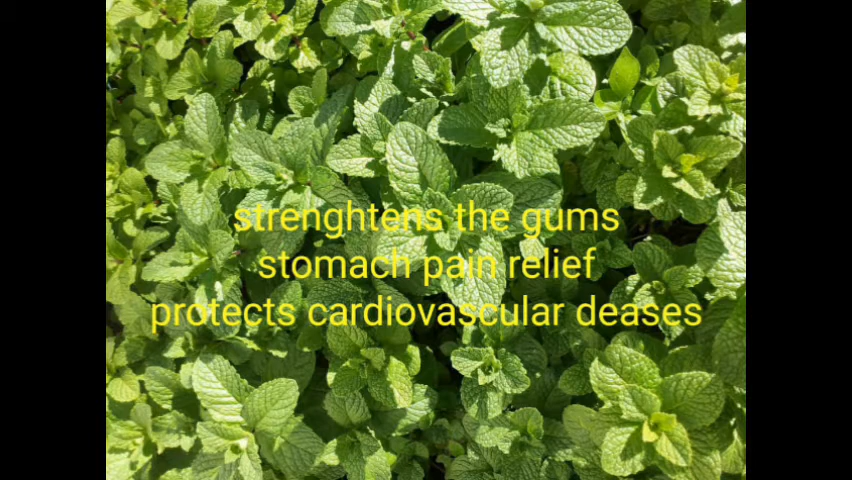 strenghtens the gums
stomach pain relief
protects cardiovascular deases